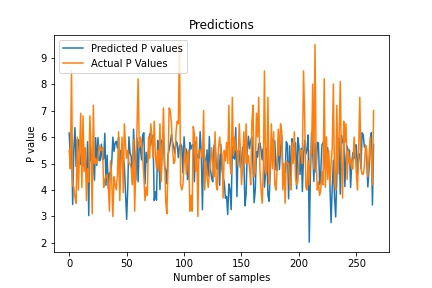 Predictions
Predicted P values
Actual P Values
P value
9
8
7
6
5
4
3
2
0
50
100
150
200
250
Number of samples